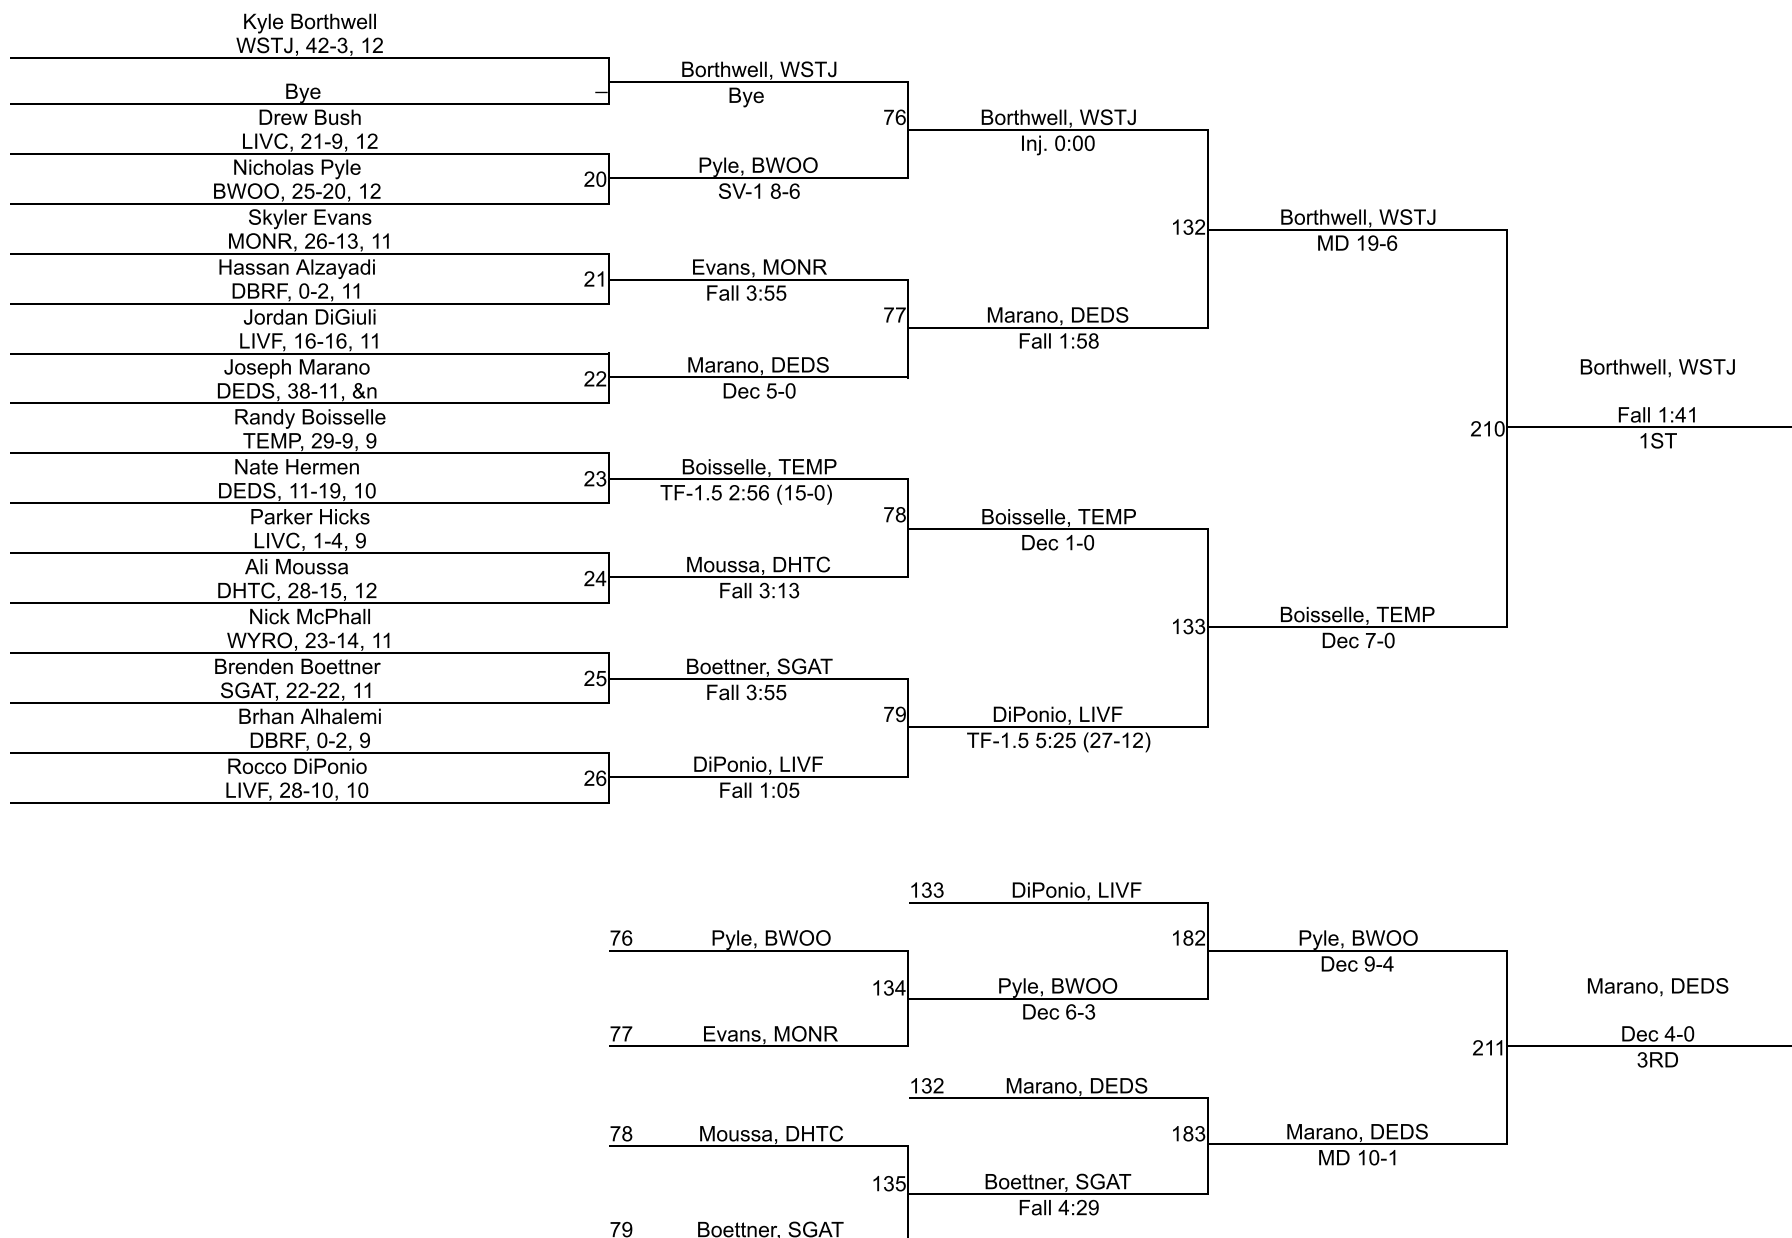 Kyle Borthwell
WSTJ, 42-3, 12
Bye
Drew Bush
LIVC, 21-9, 12
Nicholas Pyle
BWOO, 25-20, 12
20
Skyler Evans
MONR, 26-13, 11
Hassan Alzayadi
DBRF, 0-2, 11
21
Jordan DiGiuli
LIVF, 16-16, 11
Joseph Marano
DEDS, 38-11, &n
22
Randy Boisselle
TEMP, 29-9, 9
Nate Hermen
DEDS, 11-19, 10
23
Parker Hicks
LIVC, 1-4, 9
Ali Moussa
DHTC, 28-15, 12
24
Nick McPhall
WYRO, 23-14, 11
Brenden Boettner
SGAT, 22-22, 11
25
Brhan Alhalemi
DBRF, 0-2, 9
Rocco DiPonio
LIVF, 28-10, 10
26
Borthwell, WSTJ
Bye
76
Pyle, BWOO
SV-1 8-6
Evans, MONR
Fall 3:55
77
Marano, DEDS
Dec 5-0
Boisselle, TEMP
TF-1.5 2:56 (15-0)
78
Moussa, DHTC
Fall 3:13
Boettner, SGAT
Fall 3:55
79
DiPonio, LIVF
Fall 1:05
Borthwell, WSTJ
Inj. 0:00
132
Marano, DEDS
Fall 1:58
Boisselle, TEMP
Dec 1-0
133
DiPonio, LIVF
TF-1.5 5:25 (27-12)
Borthwell, WSTJ
MD 19-6
210
Boisselle, TEMP
Dec 7-0
Borthwell, WSTJ
Fall 1:41
1ST
76 Pyle, BWOO
134
77 Evans, MONR
78 Moussa, DHTC
135
79 Boettner, SGAT
133 DiPonio, LIVF
182
Pyle, BWOO
Dec 6-3
132 Marano, DEDS
183
Boettner, SGAT
Fall 4:29
Pyle, BWOO
Dec 9-4
211
Marano, DEDS
MD 10-1
Marano, DEDS
Dec 4-0
3RD